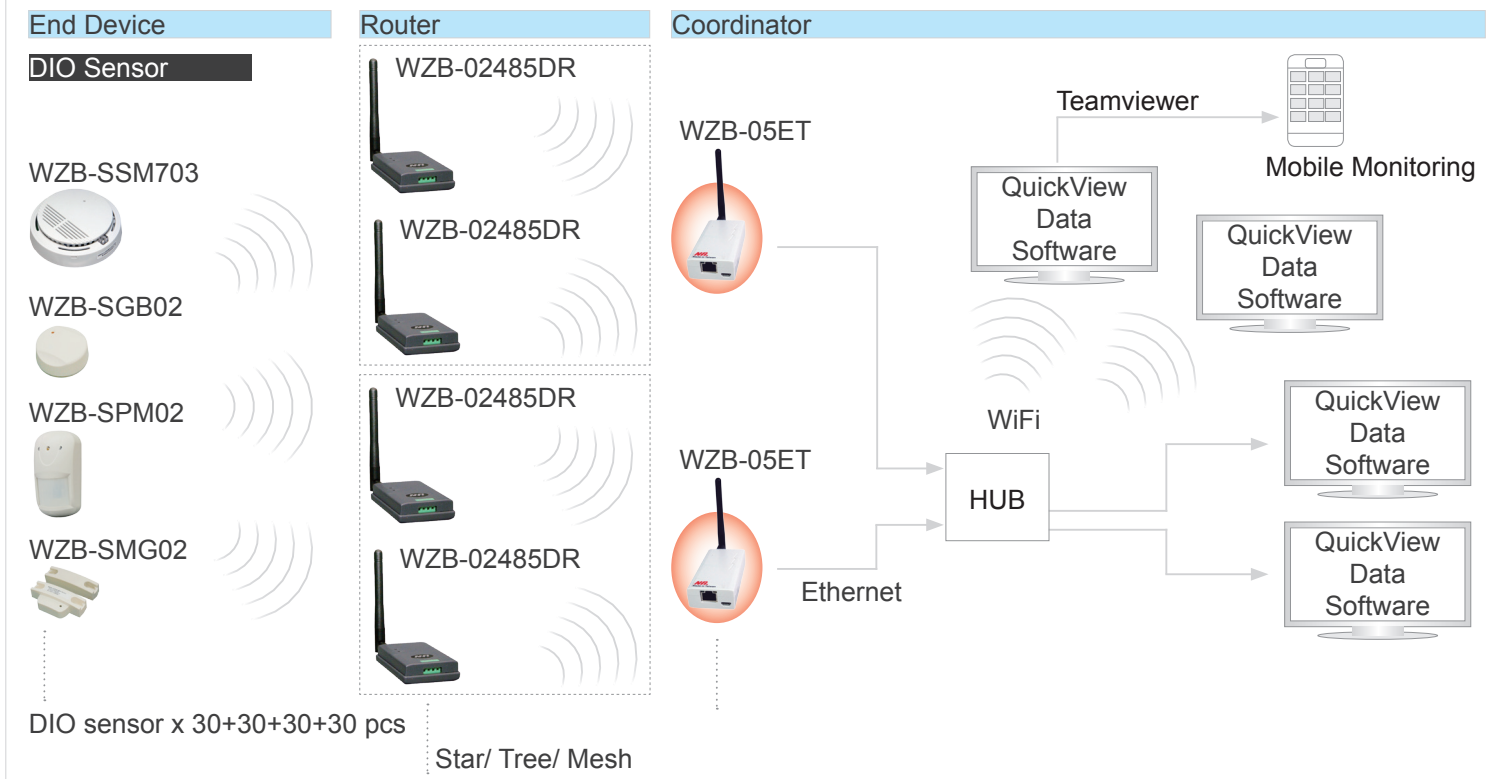 End Device
Router
Coordinator
DIO Sensor
WZB-SSM703
WZB-SGB02
WZB-SPM02
WZB-SMG02
DIO sensor x 30+30+30+30 pcs
WZB-02485DR
WZB-02485DR
WZB-02485DR
WZB-02485DR
Star/ Tree/ Mesh
WZB-05ET
WZB-05ET
Ethernet
HUB
WiFi
Teamviewer
Mobile Monitoring
QuickView
Data
Software
QuickView
Data
Software
QuickView
Data
Software
QuickView
Data
Software